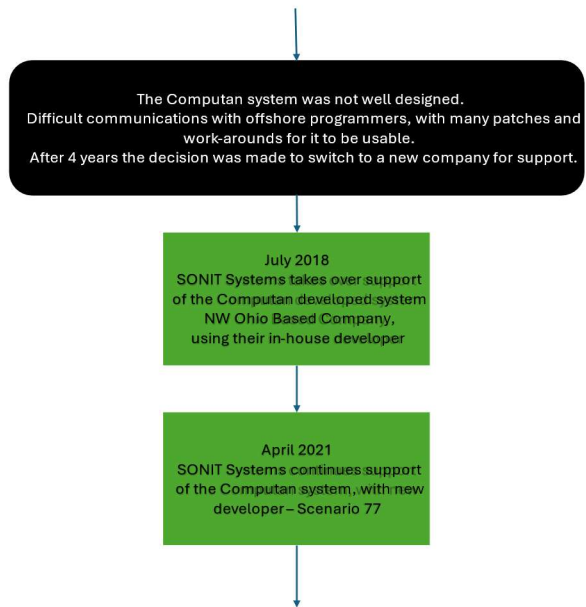 The Computan system was not well designed.
Difficult communications with offshore programmers, with many patches and
work-arounds for it to be usable.
After 4 years the decision was made to switch to a new company for support.
July 2018
SONIT Systems takes over support
of the Computan developed system
NW Ohio Based Company,
using their in-house developer
April 2021
SONIT Systems continues support
of the Computan system, with new
developer – Scenario 77